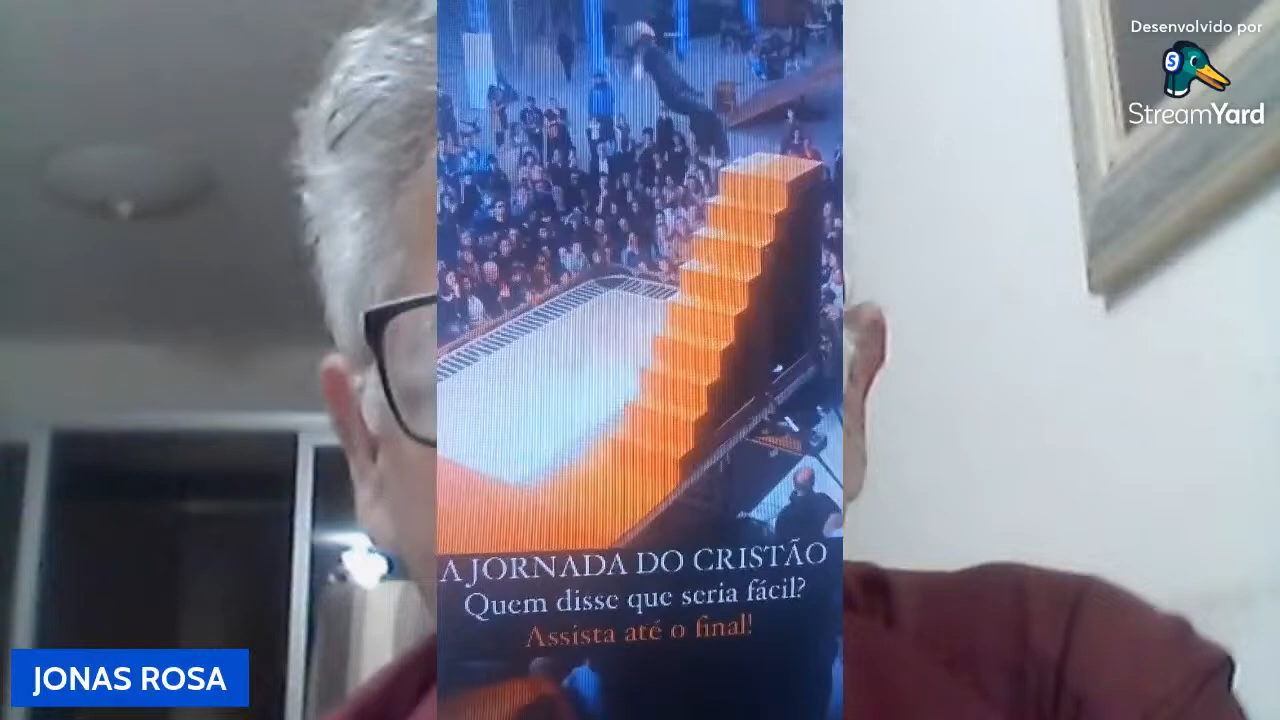 Desenvolvido por
StreamYard
A JORNADA DO CRISTÃO
Quem disse que seria fácil?
Assista até o final!
JONAS ROSA